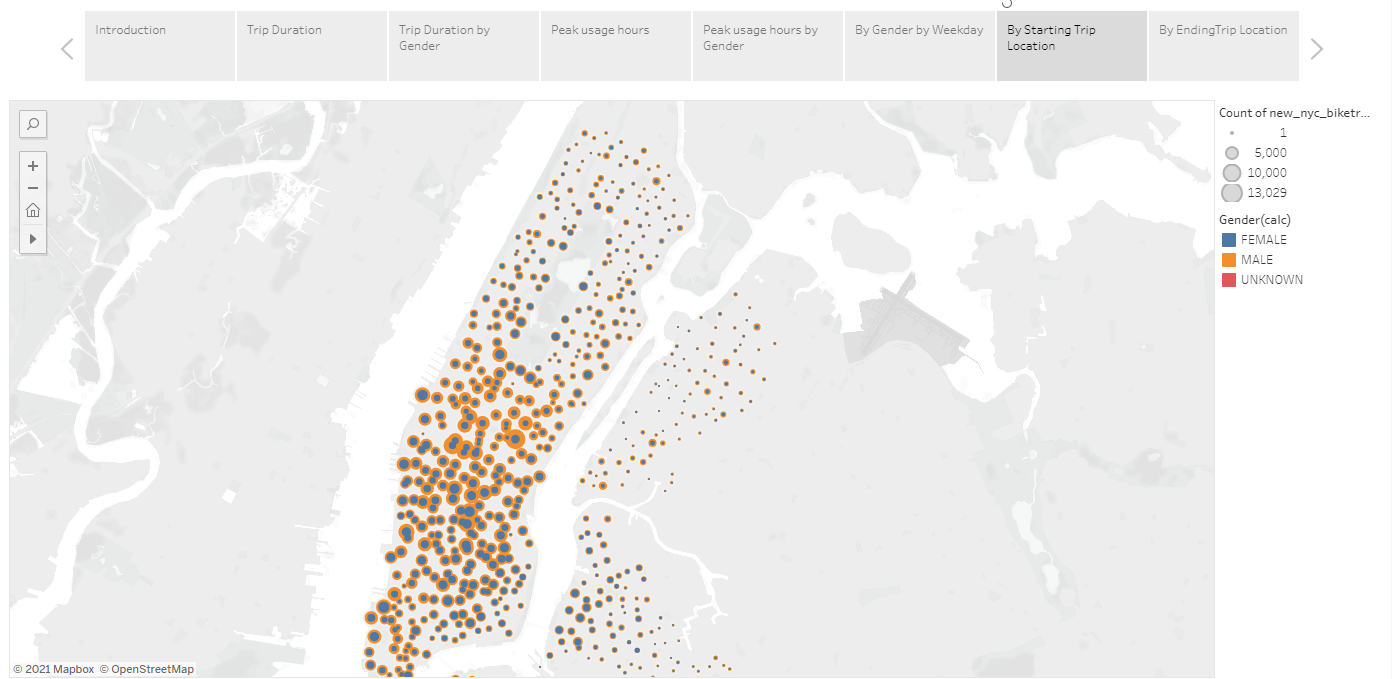 Introduction
Trip Duration
Trip Duration by
Gender
Peak usage hours
Peak usage hours by
Gender
By Gender by Weekday
By Starting Trip
Location
By EndingTrip Location
Count of new_nyc_biketr...
1
5,000
10,000
13,029
Gender(calc)
FEMALE
MALE
UNKNOWN
© 2021 Mapbox © OpenStreetMap